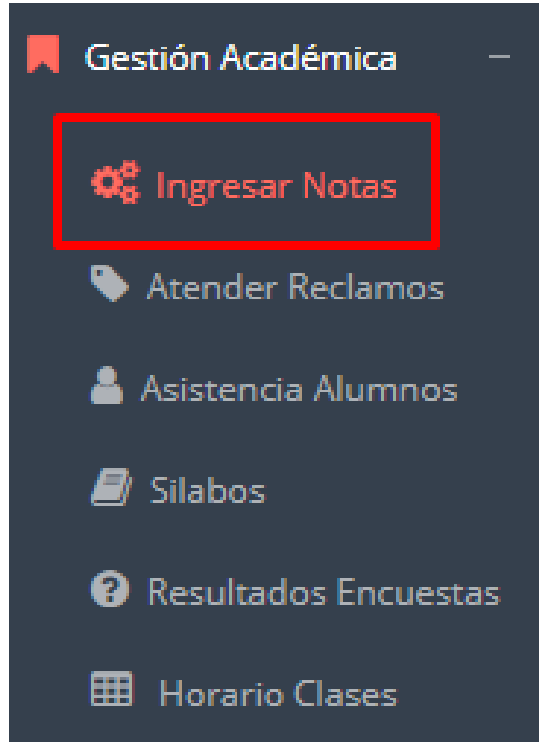 Gestión Académica
Ingresar Notas
Atender Reclamos
Asistencia Alumnos
Silabos
Resultados Encuestas
Horario Clases